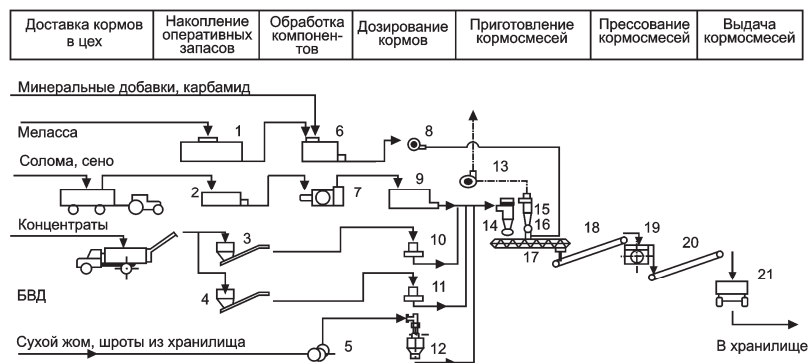 Доставка кормов
в цех
Накопление
оперативных
запасов
Обработка
компонен-
тов
Дозирование
кормов
Приготовление
кормосмесей
Прессование
кормосмесей
Выдача
кормосмесей
Минеральные добавки, карбамид
Меласса
1
6
8
Солома, сено
13
2
7
9
14
15
16
Концентраты
3
10
17
18
19
20
21
БВД
4
11
Сухой жом, шроты из хранилища
5
12
В хранилище